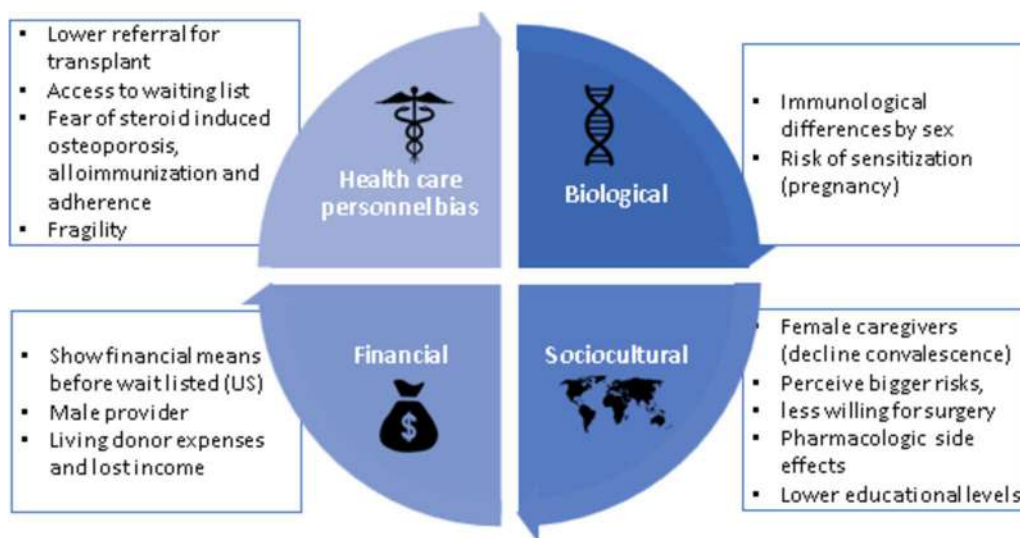 Lower referral for
transplant
Access to waiting list
Fear of steroid induced
osteoporosis,
alloimmunization and
adherence
Fragility
Health care
personnel bias
Biological
Immunological
differences by sex
Risk of sensitization
(pregnancy)
Show financial means
before wait listed (US)
Male provider
Living donor expenses
and lost income
Financial
$
Sociocultural
Female caregivers
(decline convalescence)
Perceive bigger risks,
less willing for surgery
Pharmacologic side
effects
Lower educational levels